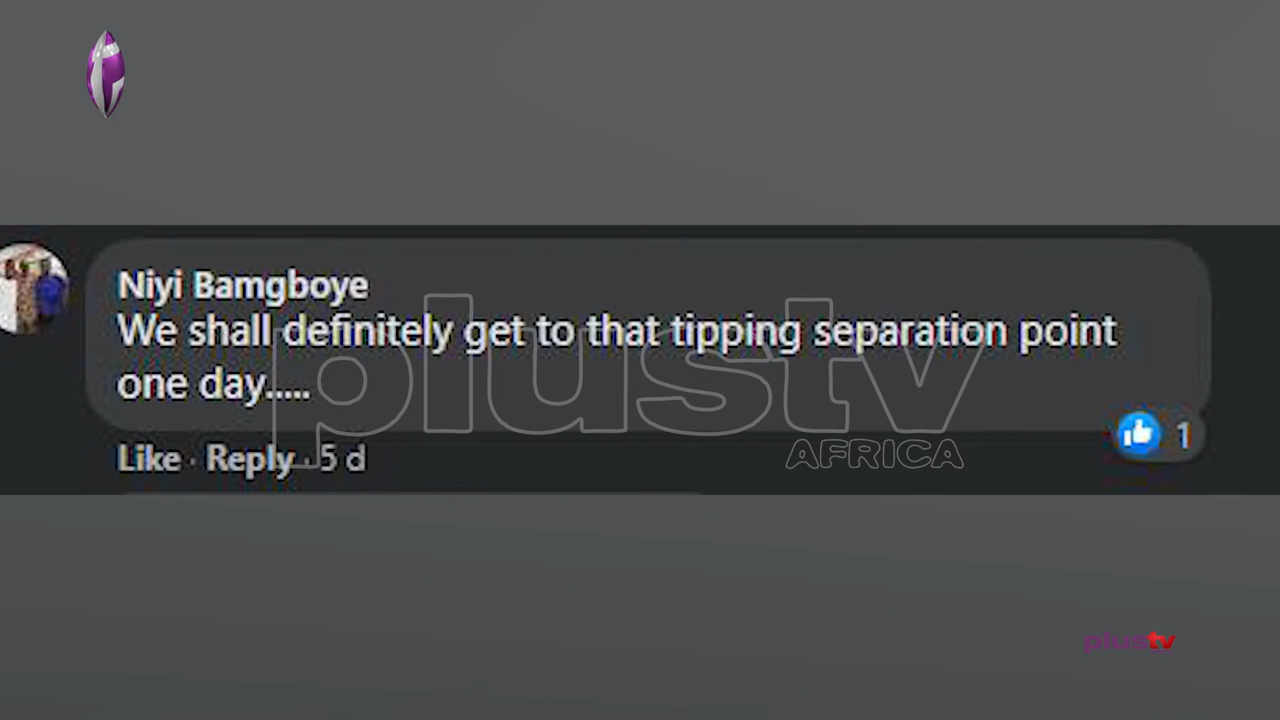 Niyi Bamgboye
We shall definitely get to that tipping separation point
one day.....
Like · Reply · 5 d
1
plustv
AFRICA
plustv